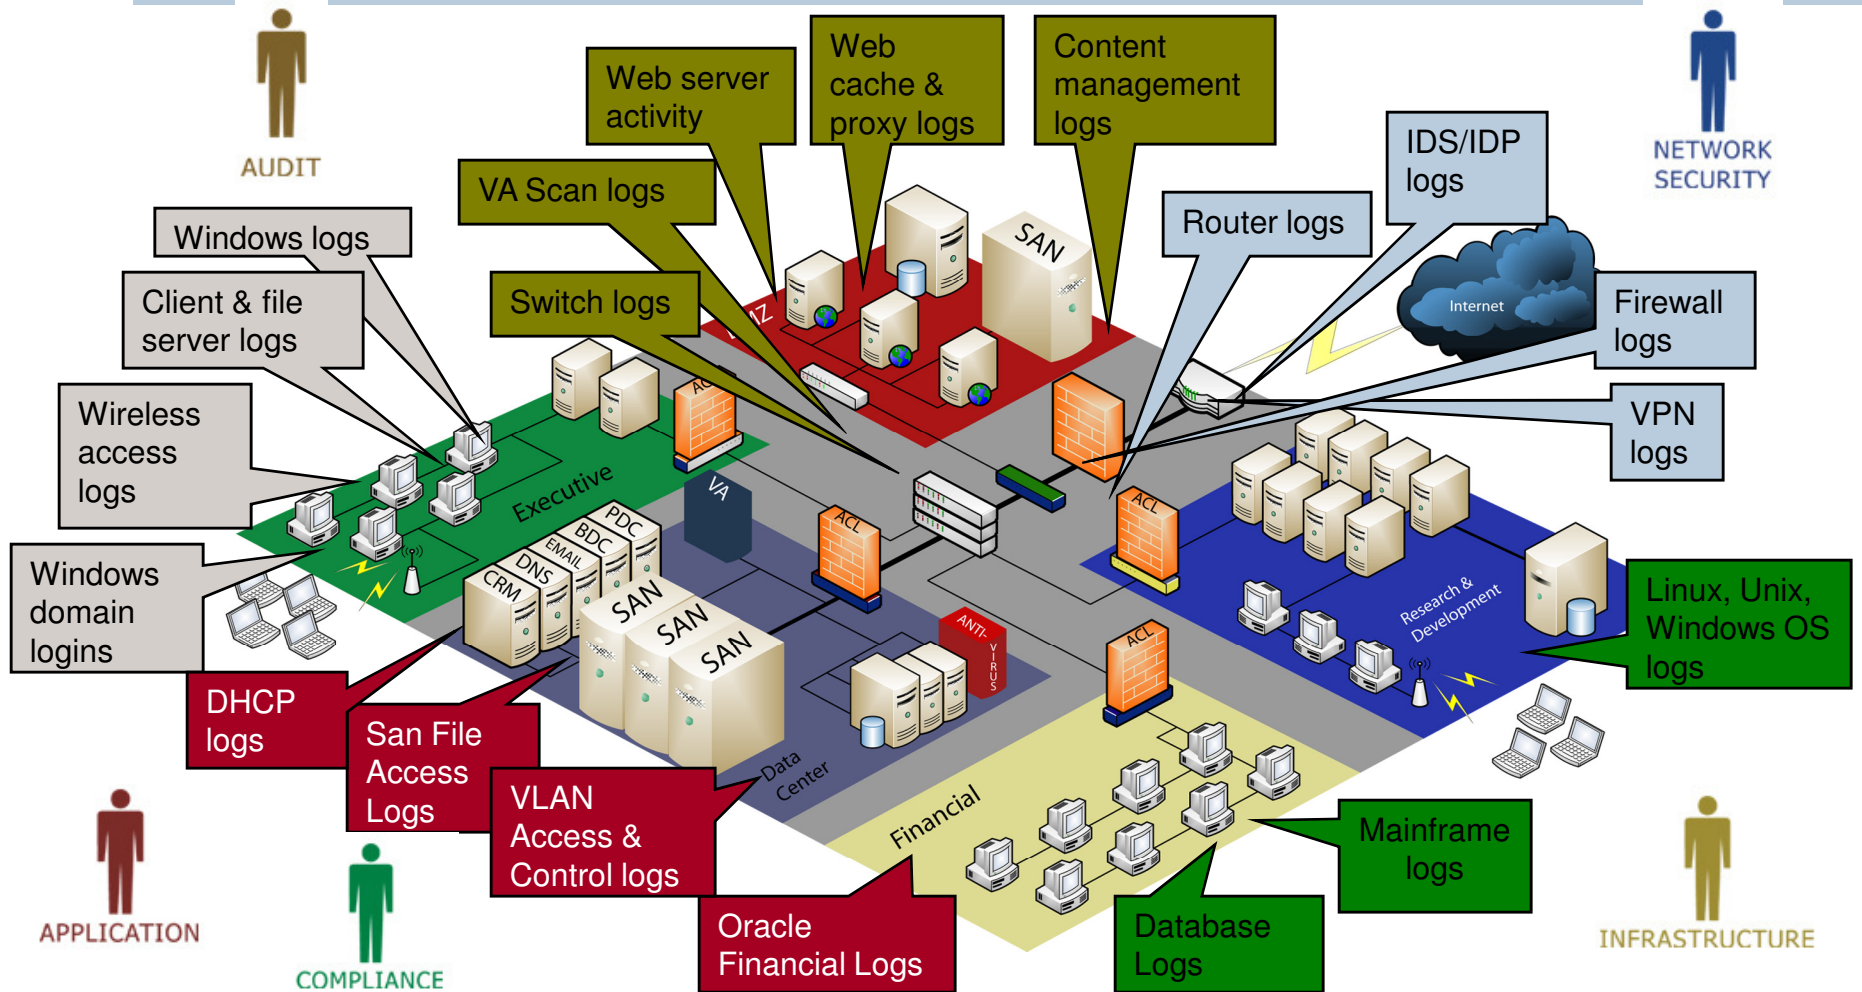 AUDIT
NETWORK
SECURITY
Web server
activity
Web
cache &
proxy logs
Content
management
logs
IDS/IDP
logs
VA Scan logs
Router logs
Windows logs
Switch logs
Client & file
server logs
Firewall
logs
Wireless
access
logs
VPN
logs
Windows
domain
logins
Internet
SAN
MZ
ACL
Executive
VA
ACL
ACL
PDC
BDC
EMAIL
DNS
CRM
SAN
SAN
SAN
ANTI-
VIRUS
ACL
Research &
Development
Linux, Unix,
Windows OS
logs
DHCP
logs
San File
Access
Logs
VLAN
Access &
Control logs
Data
Center
Financial
Mainframe
logs
Oracle
Financial Logs
Database
Logs
APPLICATION
COMPLIANCE
INFRASTRUCTURE